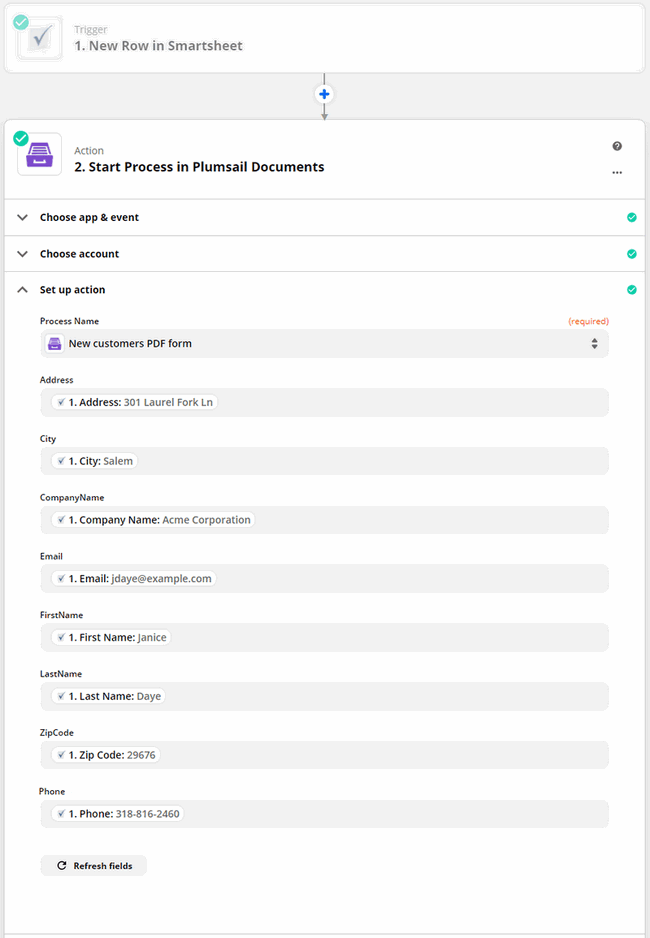 Trigger
1. New Row in Smartsheet
Action
2. Start Process in Plumsail Documents
Choose app & event
Choose account
Set up action
Process Name (required)
New customers PDF form
Address
1. Address: 301 Laurel Fork Ln
City
1. City: Salem
CompanyName
1. Company Name: Acme Corporation
Email
1. Email: jdaye@example.com
FirstName
1. First Name: Janice
LastName
1. Last Name: Daye
ZipCode
1. Zip Code: 29676
Phone
1. Phone: 318-816-2460
Refresh fields